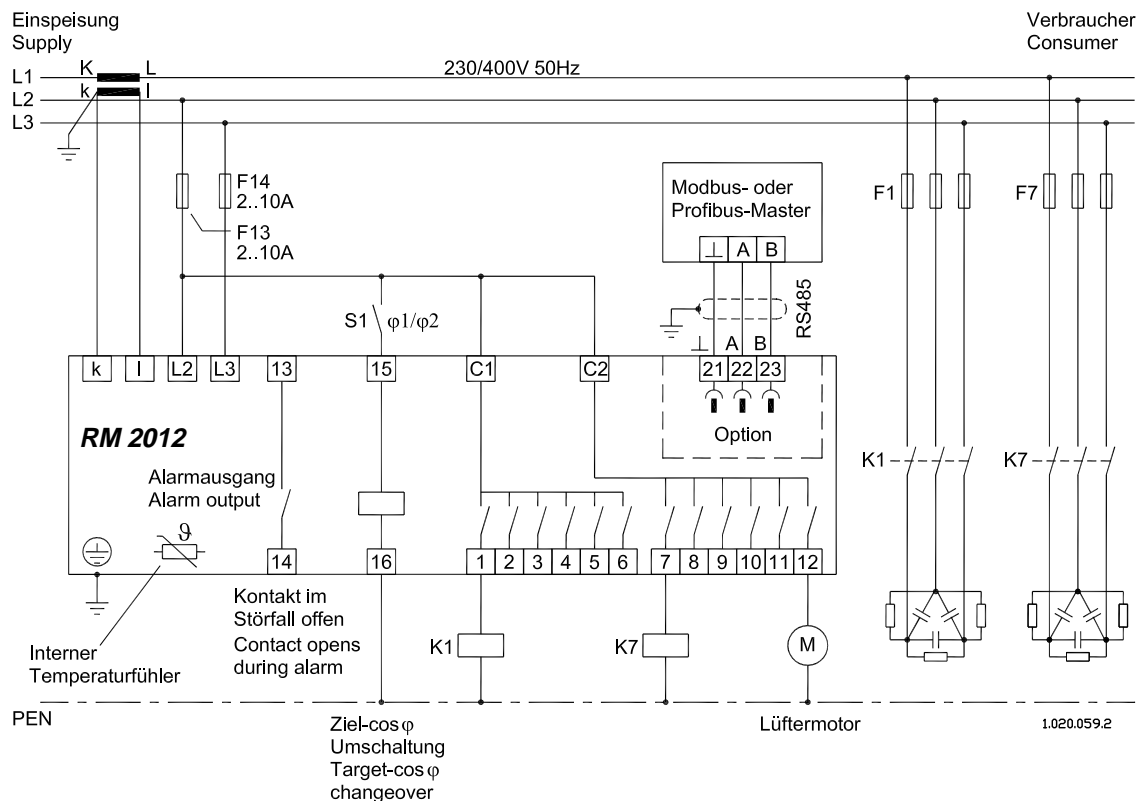 Einspeisung
Supply
Verbraucher
Consumer
K L
230/400V 50Hz
L1
k l
L2
L3
F14
2..10A
F13
2..10A
Modbus- oder
Profibus-Master
⊥ A B
RS485
F1
F7
S1 φ1/φ2
⊥ A B
k l L2 L3 13 15 C1 C2 21 22 23
Option
RM 2012
Alarmausgang
Alarm output
K1
K7
ϑ
14 16 1 2 3 4 5 6 7 8 9 10 11 12
Kontakt im
Störfall offen
Contact opens
during alarm
K1
K7
M
Interner
Temperaturfühler
PEN
Ziel-cos φ
Umschaltung
Target-cos φ
changeover
Lüftermotor
1.020.059.2